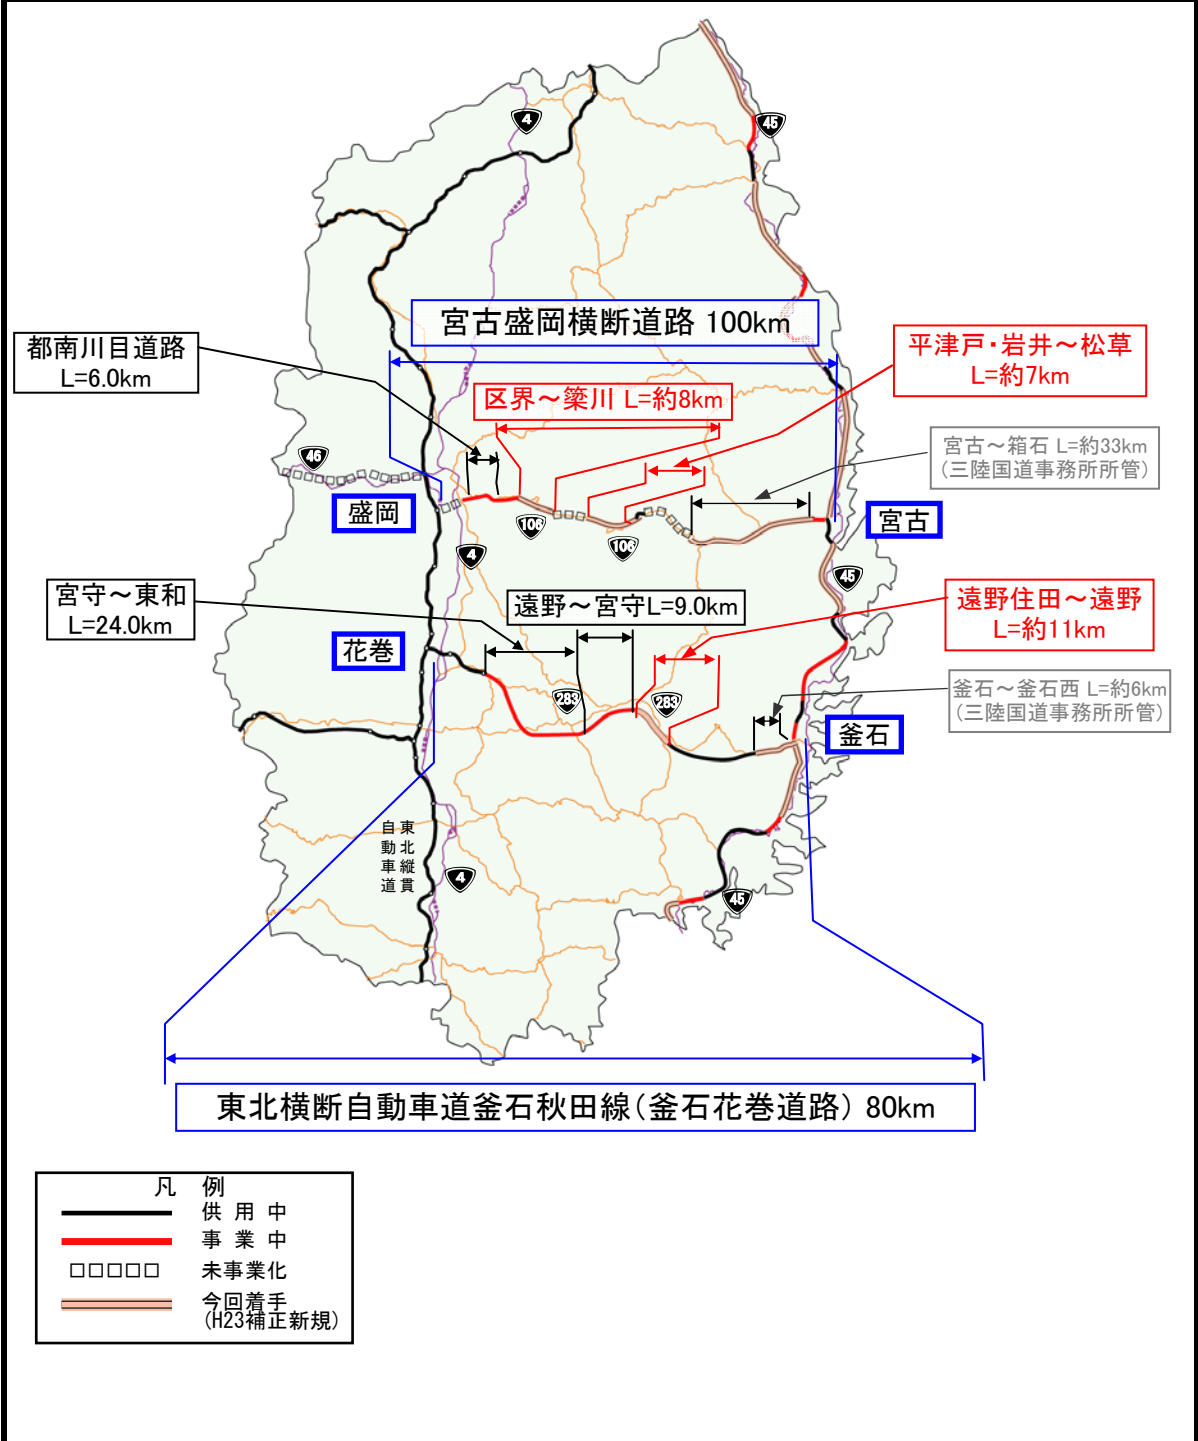 4
45
宮古盛岡横断道路 100km
都南川目道路
L=6.0km
平津戸・岩井～松草
L=約7km
区界～簗川 L=約8km
宮古～箱石 L=約33km
(三陸国道事務所所管)
46
盛岡
宮古
106
106
4
45
宮守～東和
L=24.0km
遠野～宮守L=9.0km
遠野住田～遠野
L=約11km
花巻
283
283
釜石～釜石西 L=約6km
(三陸国道事務所所管)
釜石
東北縦貫
自動車道
4
45
東北横断自動車道釜石秋田線(釜石花巻道路) 80km
凡 例
供 用 中
事 業 中
未事業化
今回着手
(H23補正新規)